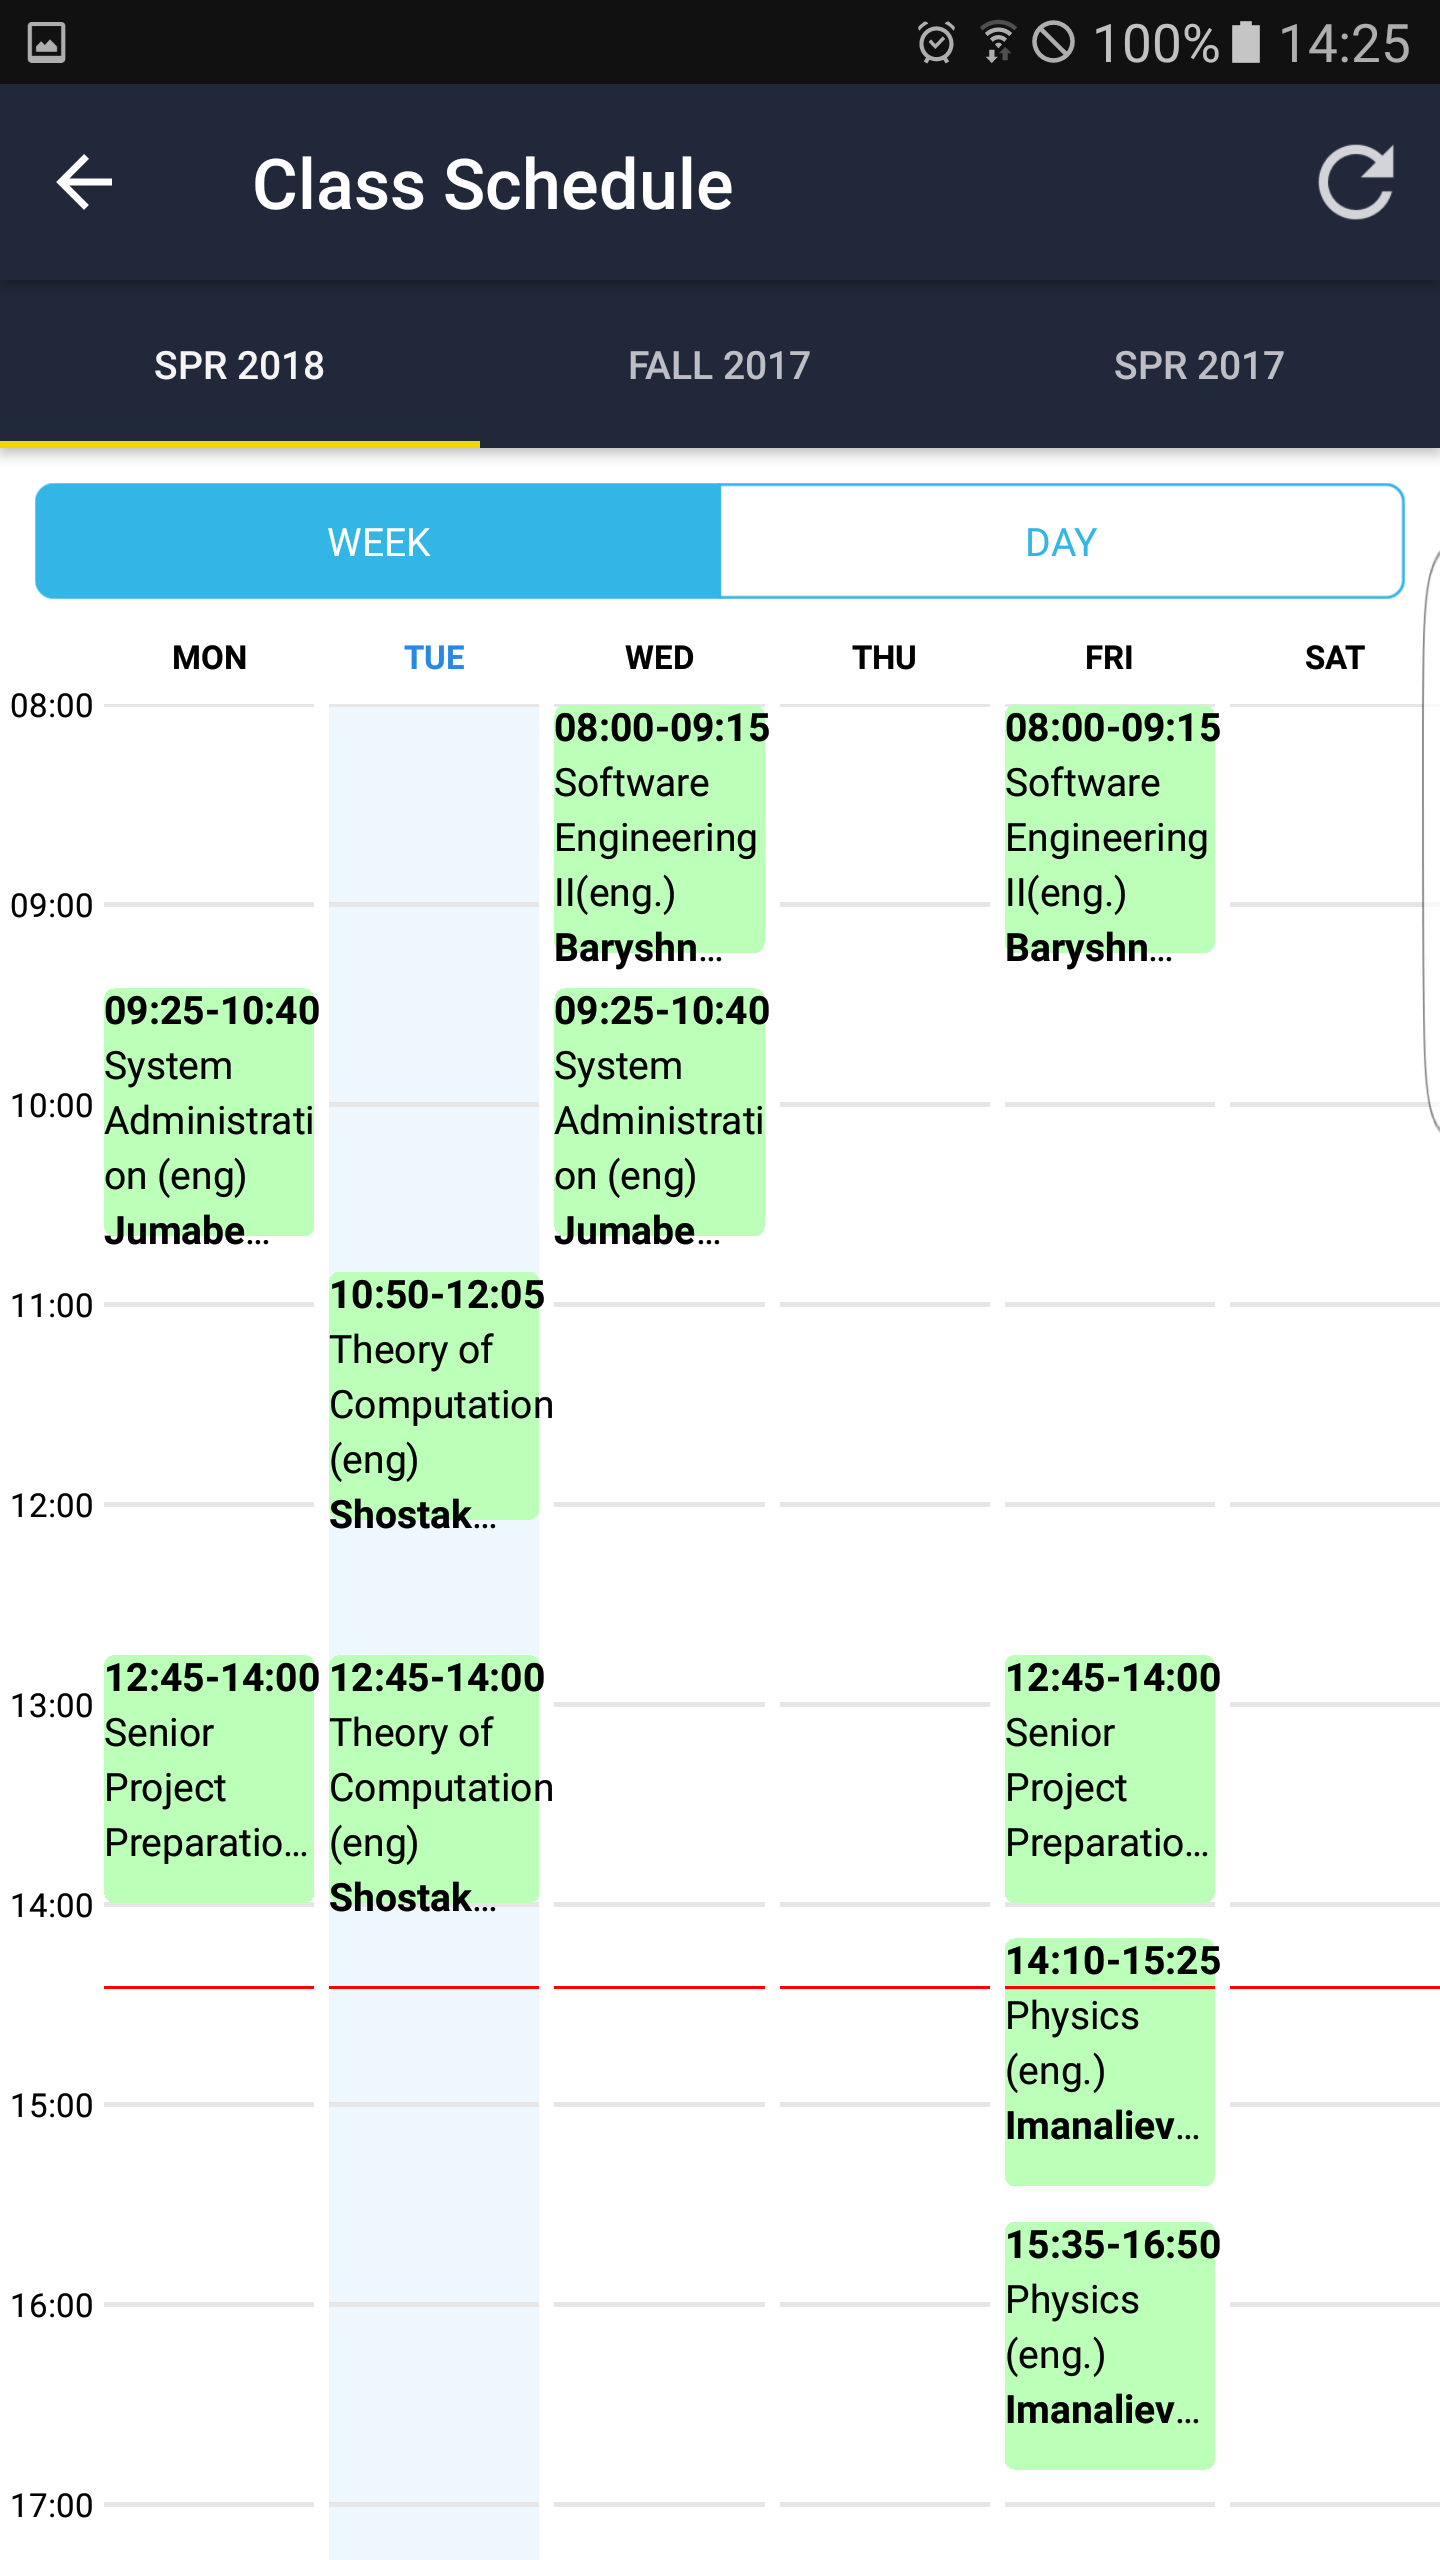 100% 14:25
Class Schedule
SPR 2018 FALL 2017 SPR 2017
WEEK DAY
MON TUE WED THU FRI SAT
08:00
09:00
10:00
11:00
12:00
13:00
14:00
15:00
16:00
17:00
09:25-10:40
System
Administrati
on (eng)
Jumabe...
12:45-14:00
Senior
Project
Preparatio...
10:50-12:05
Theory of
Computation
(eng)
Shostak...
12:45-14:00
Theory of
Computation
(eng)
Shostak...
08:00-09:15
Software
Engineering
II(eng.)
Baryshn...
09:25-10:40
System
Administrati
on (eng)
Jumabe...
08:00-09:15
Software
Engineering
II(eng.)
Baryshn...
12:45-14:00
Senior
Project
Preparatio...
14:10-15:25
Physics
(eng.)
Imanaliev...
15:35-16:50
Physics
(eng.)
Imanaliev...